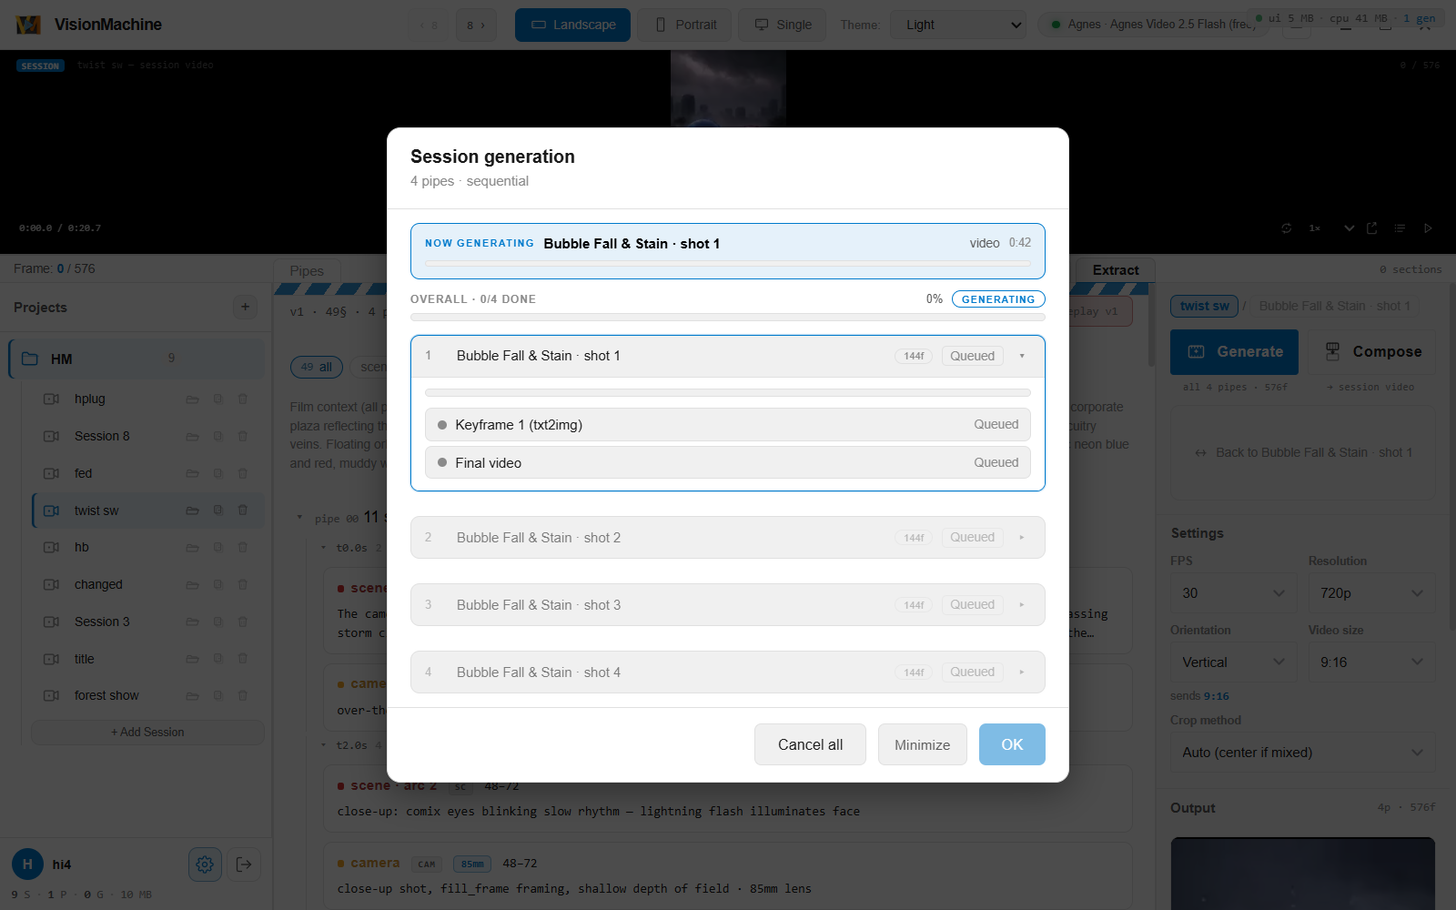 VisionMachine
‹ 8
8 ›
Landscape
Portrait
Single
Theme:
Light
Agnes · Agnes Video 2.5 Flash (free)
ui 5 MB · cpu 41 MB · 1 gen
SESSION
twist sw — session video
0 / 576
0:00.0 / 0:20.7
1×
Frame: 0 / 576
Pipes
Extract
0 sections
Projects
+
HM
9
hplug
Session 8
fed
twist sw
hb
changed
Session 3
title
forest show
+ Add Session
H
hi4
9 S · 1 P · 0 G · 10 MB
v1 · 49§ · 4 p
eplay v1
49 all
scen
Film context (all p
corporate
plaza reflecting th
cuitry
veins. Floating or
neon blue
and red, muddy w
pipe 00
11 s
t0.0s
2
scene
The cam
assing
storm c
the…
came
over-th
t2.0s
4
scene · arc 2
sc
48–72
close-up: comix eyes blinking slow rhythm — lightning flash illuminates face
camera
CAM
85mm
48–72
close-up shot, fill_frame framing, shallow depth of field · 85mm lens
Session generation
4 pipes · sequential
NOW GENERATING
Bubble Fall & Stain · shot 1
video
0:42
OVERALL · 0/4 DONE
0%
GENERATING
1
Bubble Fall & Stain · shot 1
144f
Queued
Keyframe 1 (txt2img)
Queued
Final video
Queued
2
Bubble Fall & Stain · shot 2
144f
Queued
3
Bubble Fall & Stain · shot 3
144f
Queued
4
Bubble Fall & Stain · shot 4
144f
Queued
Cancel all
Minimize
OK
twist sw
/
Bubble Fall & Stain · shot 1
Generate
Compose
all 4 pipes · 576f
→ session video
↔ Back to Bubble Fall & Stain · shot 1
Settings
FPS
Resolution
30
720p
Orientation
Video size
Vertical
9:16
sends 9:16
Crop method
Auto (center if mixed)
Output
4p · 576f